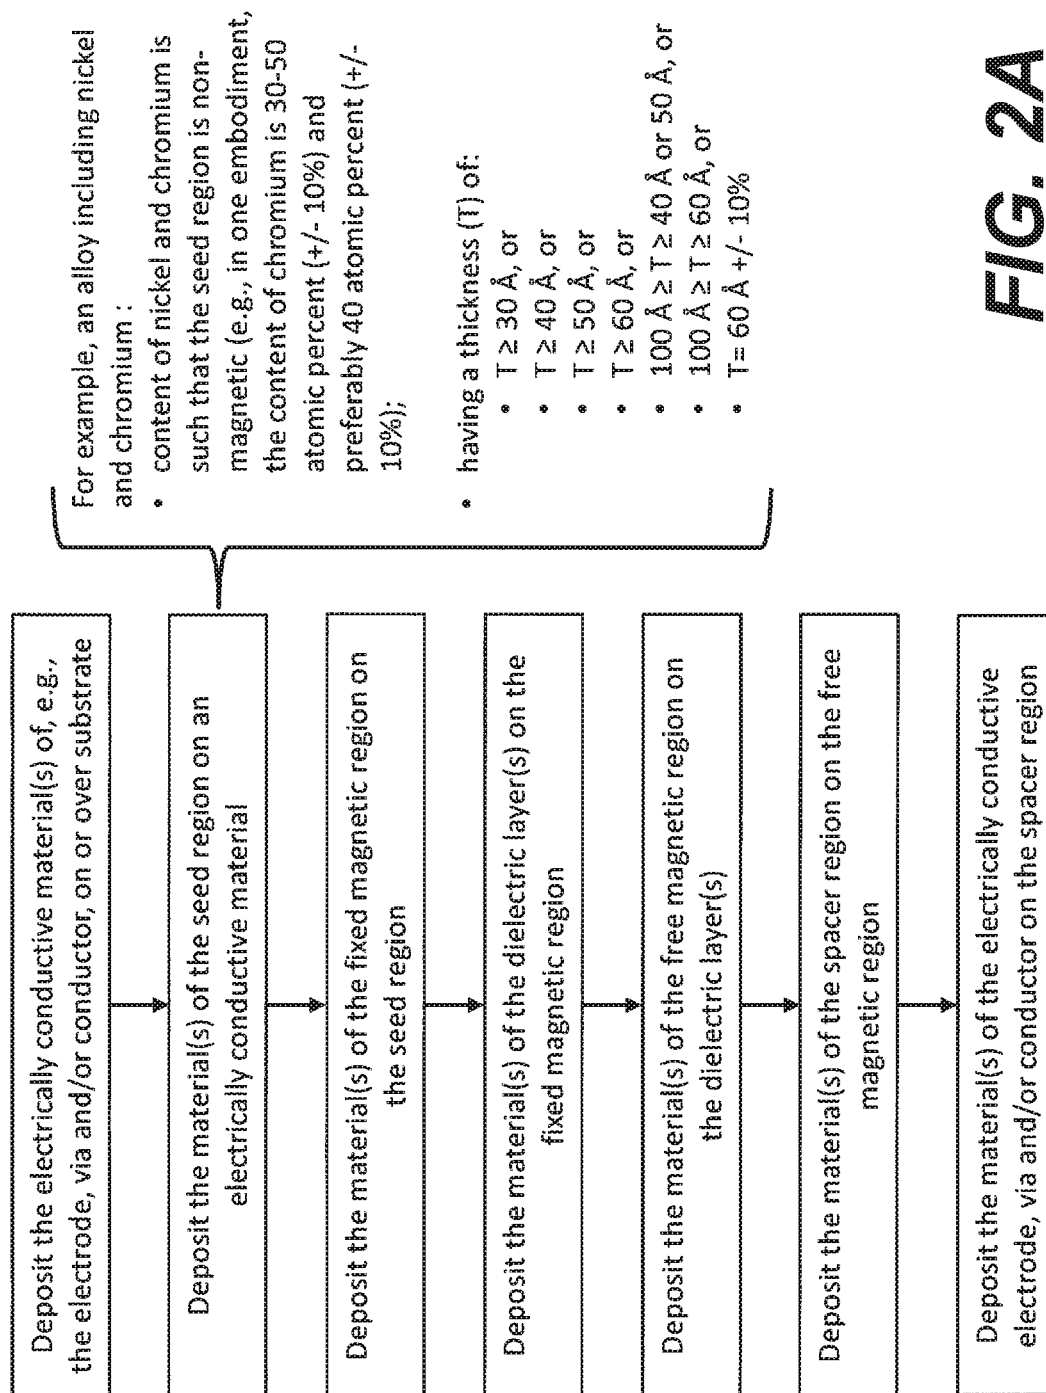 Deposit the electrically conductive material(s) of, e.g.,
the electrode, via and/or conductor, on or over substrate
Deposit the material(s) of the seed region on an
electrically conductive material
Deposit the material(s) of the fixed magnetic region on
the seed region
Deposit the material(s) of the dielectric layer(s) on the
fixed magnetic region
Deposit the material(s) of the free magnetic region on
the dielectric layer(s)
Deposit the material(s) of the spacer region on the free
magnetic region
Deposit the material(s) of the electrically conductive
electrode, via and/or conductor on the spacer region
For example, an alloy including nickel
and chromium :
• content of nickel and chromium is
such that the seed region is non-
magnetic (e.g., in one embodiment,
the content of chromium is 30-50
atomic percent (+/- 10%) and
preferably 40 atomic percent (+/-
10%);
• having a thickness (T) of:
• T ≥ 30 Å, or
• T ≥ 40 Å, or
• T ≥ 50 Å, or
• T ≥ 60 Å, or
• 100 Å ≥ T ≥ 40 Å or 50 Å, or
• 100 Å ≥ T ≥ 60 Å, or
• T= 60 Å +/- 10%
FIG. 2A